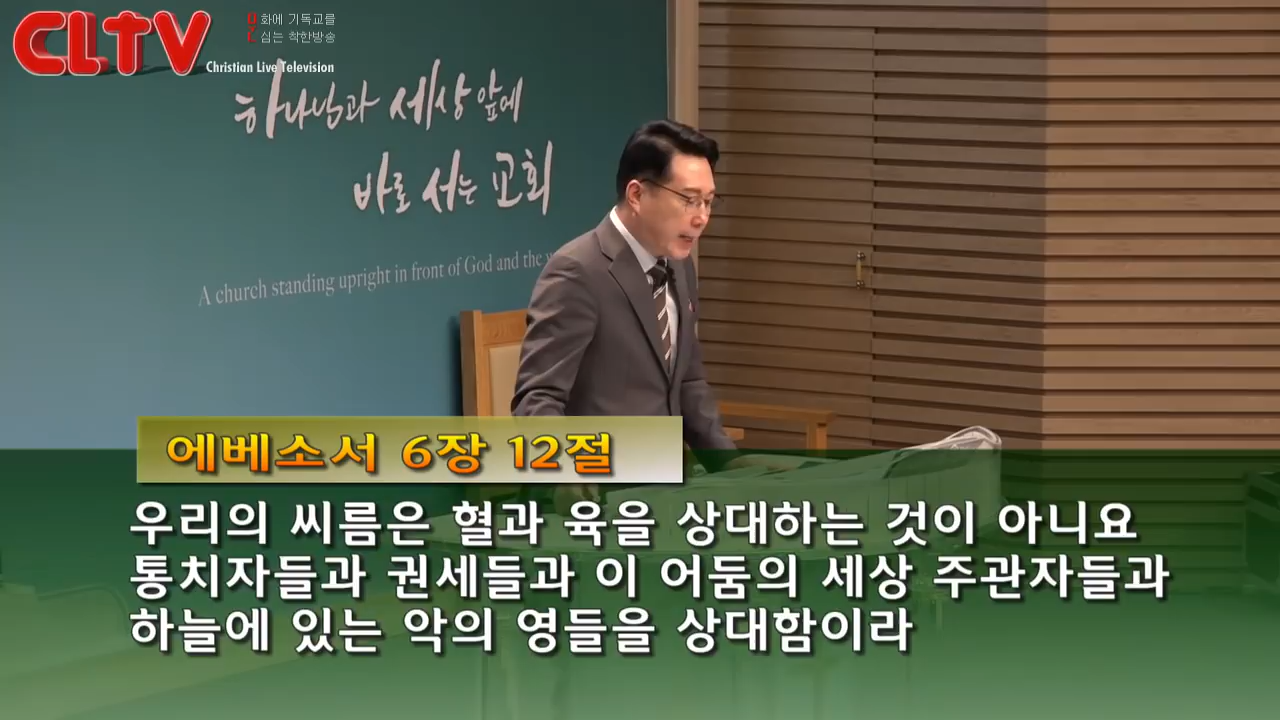 CLTV
문화에 기독교를
심는 착한방송
Christian Live Television
하나님과 세상 앞에
바로 서는 교회
A church standing upright in front of God and the
에베소서 6장 12절
우리의 씨름은 혈과 육을 상대하는 것이 아니요
통치자들과 권세들과 이 어둠의 세상 주관자들과
하늘에 있는 악의 영들을 상대함이라